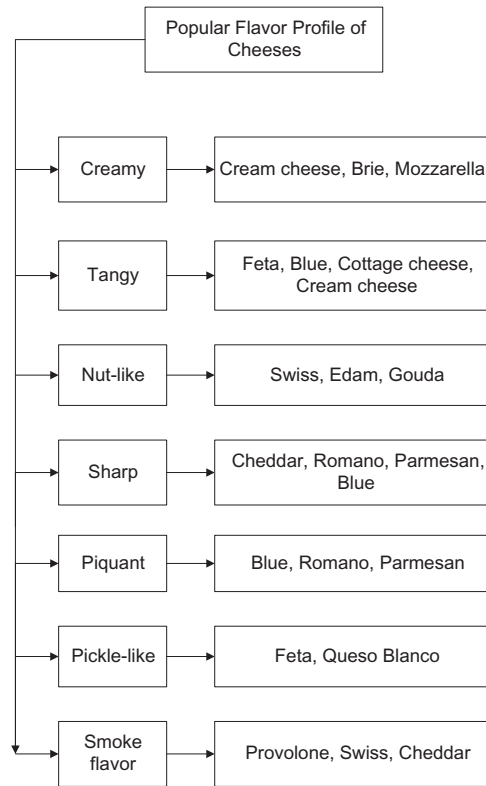 Popular Flavor Profile of
Cheeses
Creamy
Cream cheese, Brie, Mozzarella
Tangy
Feta, Blue, Cottage cheese,
Cream cheese
Nut-like
Swiss, Edam, Gouda
Sharp
Cheddar, Romano, Parmesan,
Blue
Piquant
Blue, Romano, Parmesan
Pickle-like
Feta, Queso Blanco
Smoke
flavor
Provolone, Swiss, Cheddar